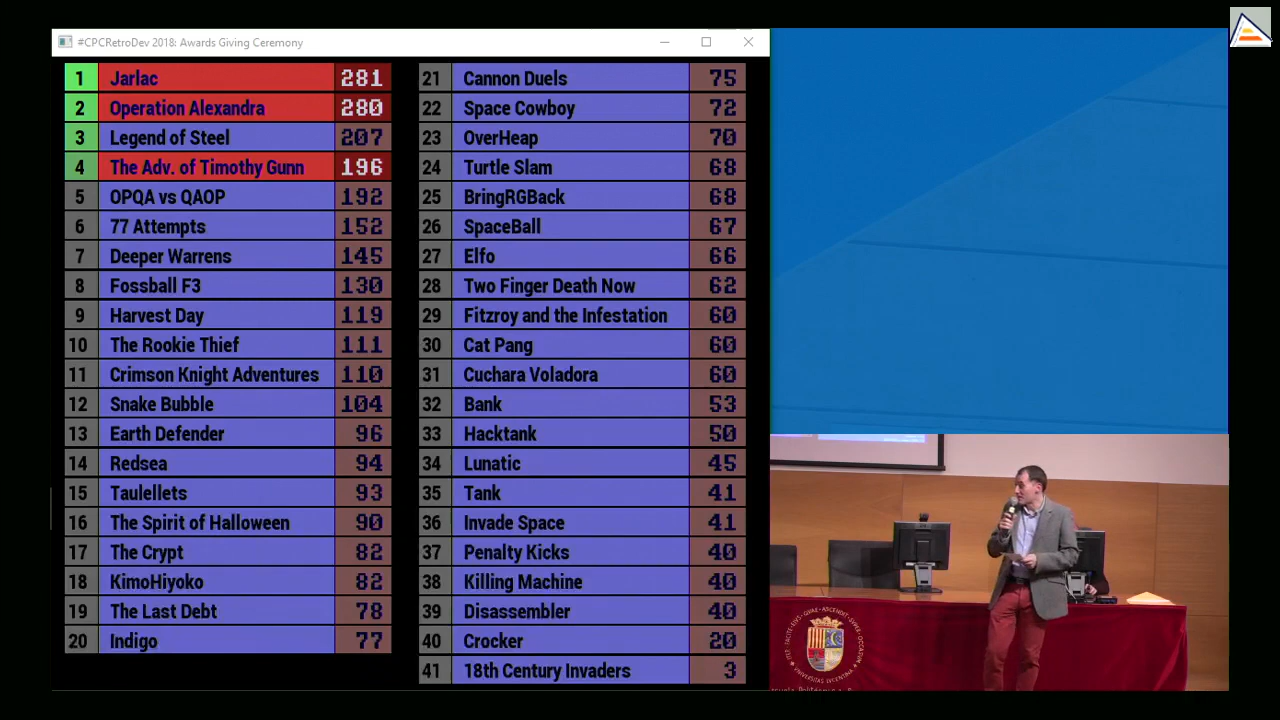 #CPCRetroDev 2018: Awards Giving Ceremony
1 Jarlac 281
2 Operation Alexandra 280
3 Legend of Steel 207
4 The Adv. of Timothy Gunn 196
5 OPQA vs QAOP 192
6 77 Attempts 152
7 Deeper Warrens 145
8 Fossball F3 130
9 Harvest Day 119
10 The Rookie Thief 111
11 Crimson Knight Adventures 110
12 Snake Bubble 104
13 Earth Defender 96
14 Redsea 94
15 Taulellets 93
16 The Spirit of Halloween 90
17 The Crypt 82
18 KimoHiyoko 82
19 The Last Debt 78
20 Indigo 77
21 Cannon Duels 75
22 Space Cowboy 72
23 OverHeap 70
24 Turtle Slam 68
25 BringRGBack 68
26 SpaceBall 67
27 Elfo 66
28 Two Finger Death Now 62
29 Fitzroy and the Infestation 60
30 Cat Pang 60
31 Cuchara Voladora 60
32 Bank 53
33 Hacktank 50
34 Lunatic 45
35 Tank 41
36 Invade Space 41
37 Penalty Kicks 40
38 Killing Machine 40
39 Disassembler 40
40 Crocker 20
41 18th Century Invaders 3
UNIVERSITAS LVCENTINA